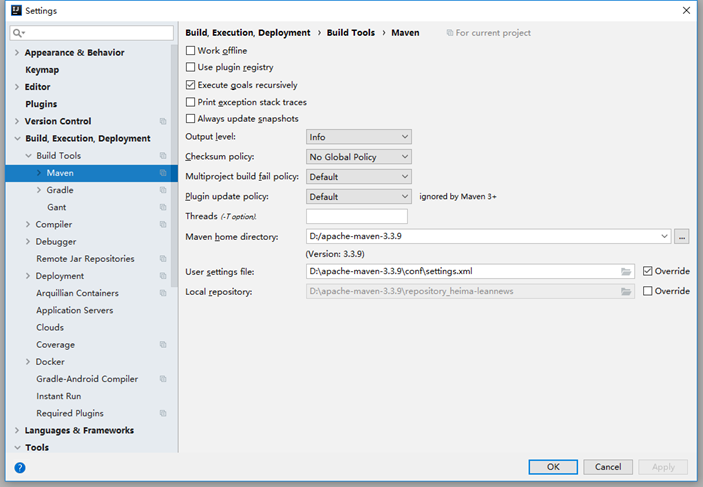 Settings
Build, Execution, Deployment › Build Tools › Maven
For current project
Appearance & Behavior
Keymap
Editor
Plugins
Version Control
Build, Execution, Deployment
Build Tools
Maven
Gradle
Gant
Compiler
Debugger
Remote Jar Repositories
Deployment
Arquillian Containers
Application Servers
Clouds
Coverage
Docker
Gradle-Android Compiler
Instant Run
Required Plugins
Languages & Frameworks
Tools
Work offline
Use plugin registry
Execute goals recursively
Print exception stack traces
Always update snapshots
Output level: Info
Checksum policy: No Global Policy
Multiproject build fail policy: Default
Plugin update policy: Default ignored by Maven 3+
Threads (-T option).
Maven home directory: D:/apache-maven-3.3.9 ...
(Version: 3.3.9)
User settings file: D:\apache-maven-3.3.9\conf\settings.xml Override
Local repository: D:\apache-maven-3.3.9\repository_heima-leannews Override
? OK Cancel Apply